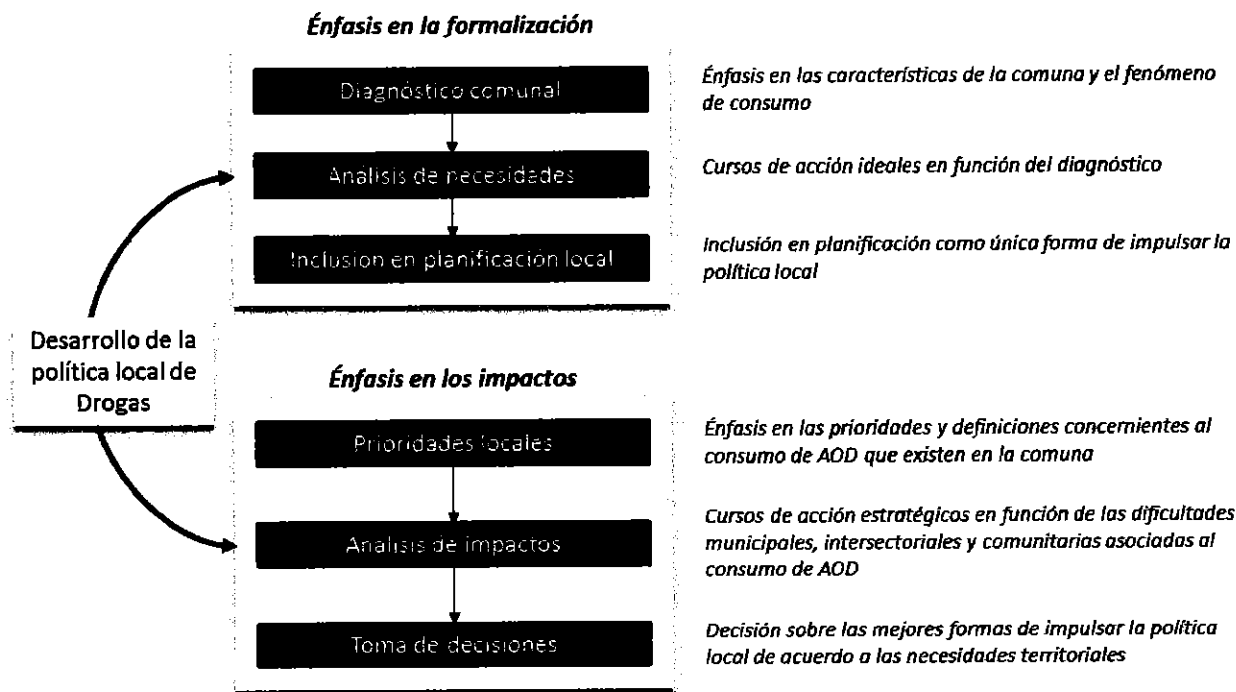 Énfasis en la formalización
Diagnóstico comunal
Énfasis en las características de la comuna y el fenómeno
de consumo
Análisis de necesidades
Cursos de acción ideales en función del diagnóstico
Inclusión en planificación local
Inclusión en planificación como única forma de impulsar la
política local
Desarrollo de la
política local de
Drogas
Énfasis en los impactos
Prioridades locales
Énfasis en las prioridades y definiciones concernientes al
consumo de AOD que existen en la comuna
Análisis de impactos
Cursos de acción estratégicos en función de las dificultades
municipales, intersectoriales y comunitarias asociadas al
consumo de AOD
Toma de decisiones
Decisión sobre las mejores formas de impulsar la política
local de acuerdo a las necesidades territoriales